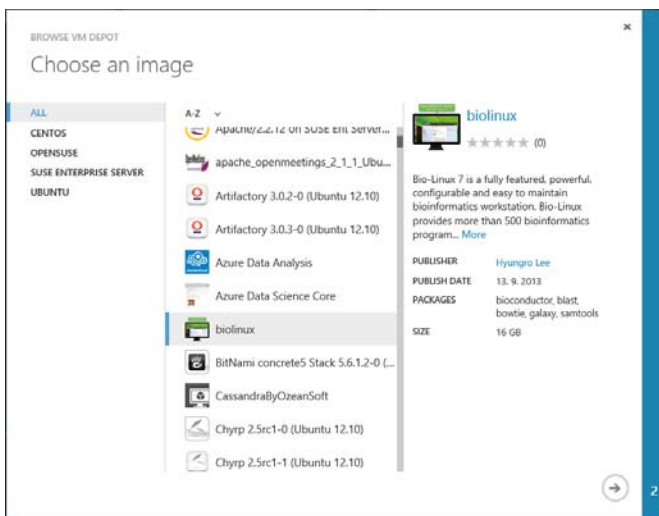 BROWSE VM DEPOT
Choose an image
ALL
CENTOS
OPENSUSE
SUSE ENTERPRISE SERVER
UBUNTU
A-Z
Apache/2.2.12 on SUSE Ent Server...
apache_openmeetings_2_1_1_Ubu...
Artifactory 3.0.2-0 (Ubuntu 12.10)
Artifactory 3.0.3-0 (Ubuntu 12.10)
Azure Data Analysis
Azure Data Science Core
biolinux
BitNami concrete5 Stack 5.6.1.2-0 (...
CassandraByOzeanSoft
Chyrp 2.5rc1-0 (Ubuntu 12.10)
Chyrp 2.5rc1-1 (Ubuntu 12.10)
biolinux
(0)
Bio-Linux 7 is a fully featured, powerful,
configurable and easy to maintain
bioinformatics workstation. Bio-Linux
provides more than 500 bioinformatics
program... More
PUBLISHER Hyungro Lee
PUBLISH DATE 13. 9. 2013
PACKAGES bioconductor, blast,
bowtie, galaxy, samtools
SIZE 16 GB
2